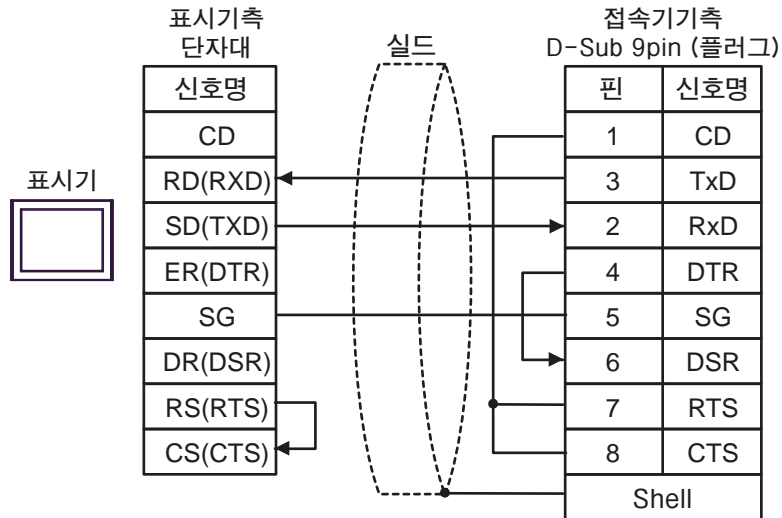 표시기측
단자대
실드
접속기기측
D-Sub 9pin (플러그)
표시기
신호명
CD
RD(RXD)
SD(TXD)
ER(DTR)
SG
DR(DSR)
RS(RTS)
CS(CTS)
핀 신호명
1 CD
3 TxD
2 RxD
4 DTR
5 SG
6 DSR
7 RTS
8 CTS
Shell